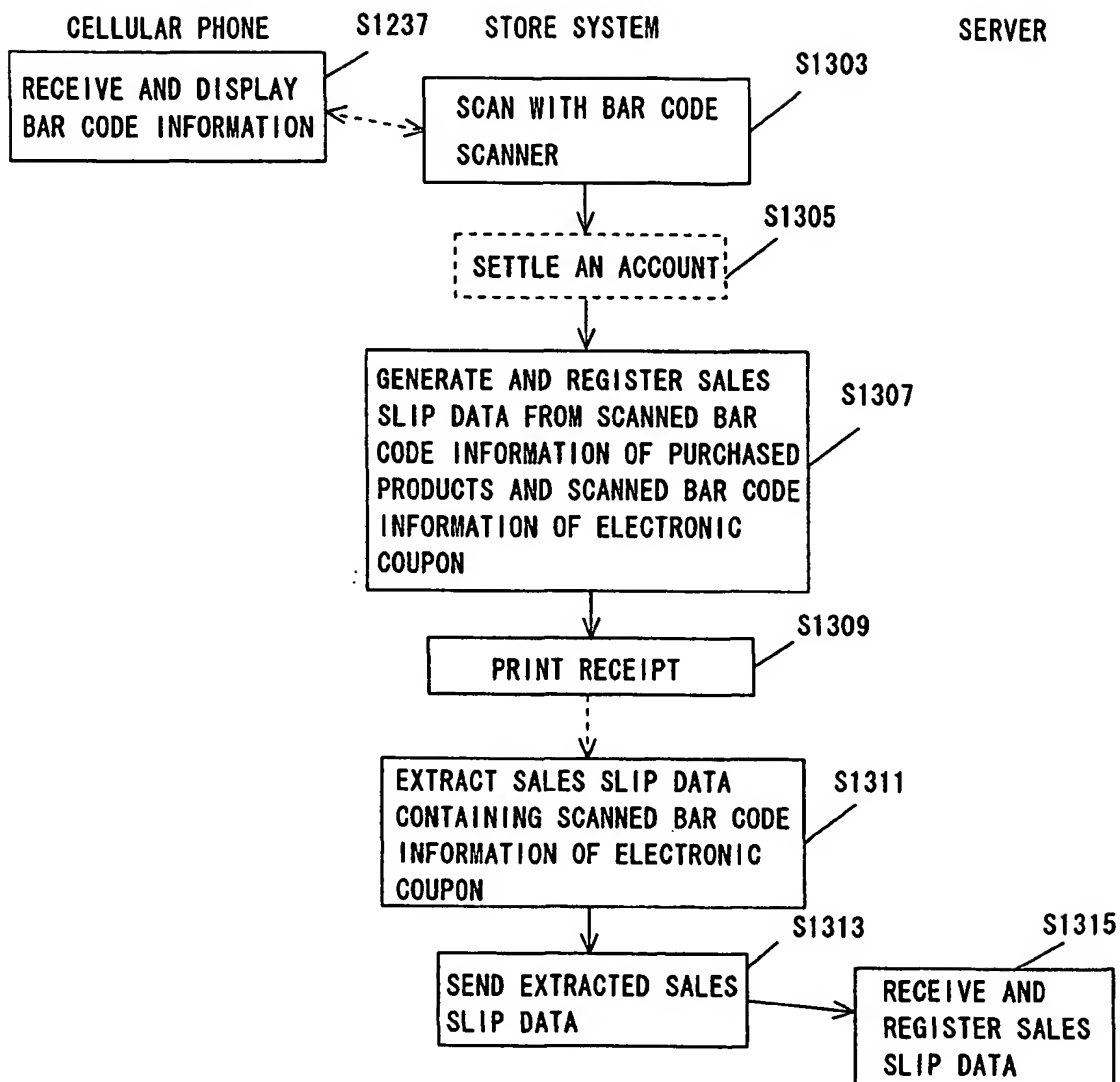 CELLULAR PHONE
S1237
STORE SYSTEM
SERVER
RECEIVE AND DISPLAY
BAR CODE INFORMATION
S1303
SCAN WITH BAR CODE
SCANNER
S1305
SETTLE AN ACCOUNT
GENERATE AND REGISTER SALES
SLIP DATA FROM SCANNED BAR
CODE INFORMATION OF PURCHASED
PRODUCTS AND SCANNED BAR CODE
INFORMATION OF ELECTRONIC
COUPON
S1307
S1309
PRINT RECEIPT
EXTRACT SALES SLIP DATA
CONTAINING SCANNED BAR CODE
INFORMATION OF ELECTRONIC
COUPON
S1311
S1313
SEND EXTRACTED SALES
SLIP DATA
S1315
RECEIVE AND
REGISTER SALES
SLIP DATA